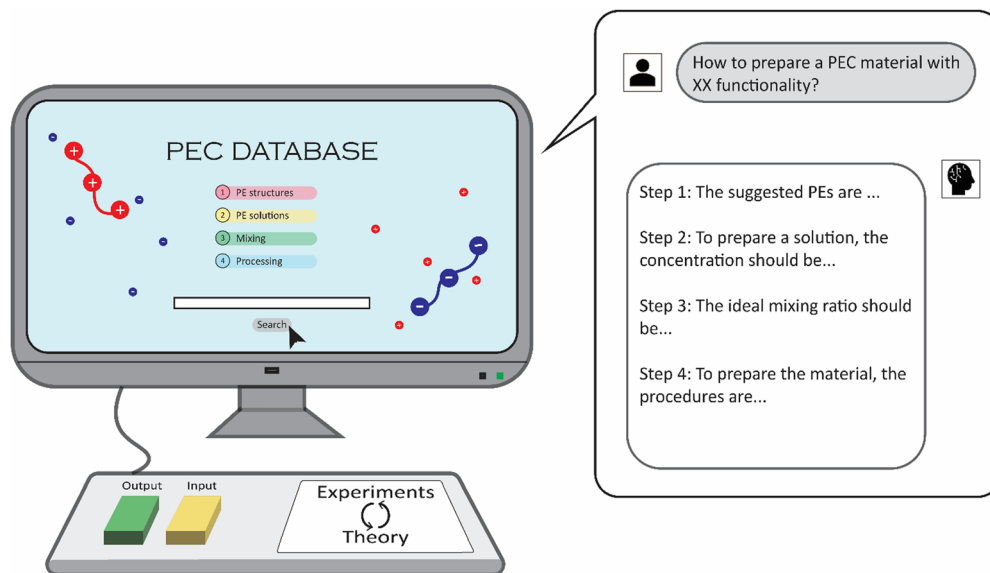 PEC DATABASE
1 PE structures
2 PE solutions
3 Mixing
4 Processing
Search
Output Input
Experiments
Theory
How to prepare a PEC material with
XX functionality?
Step 1: The suggested PEs are ...
Step 2: To prepare a solution, the
concentration should be...
Step 3: The ideal mixing ratio should
be...
Step 4: To prepare the material, the
procedures are...